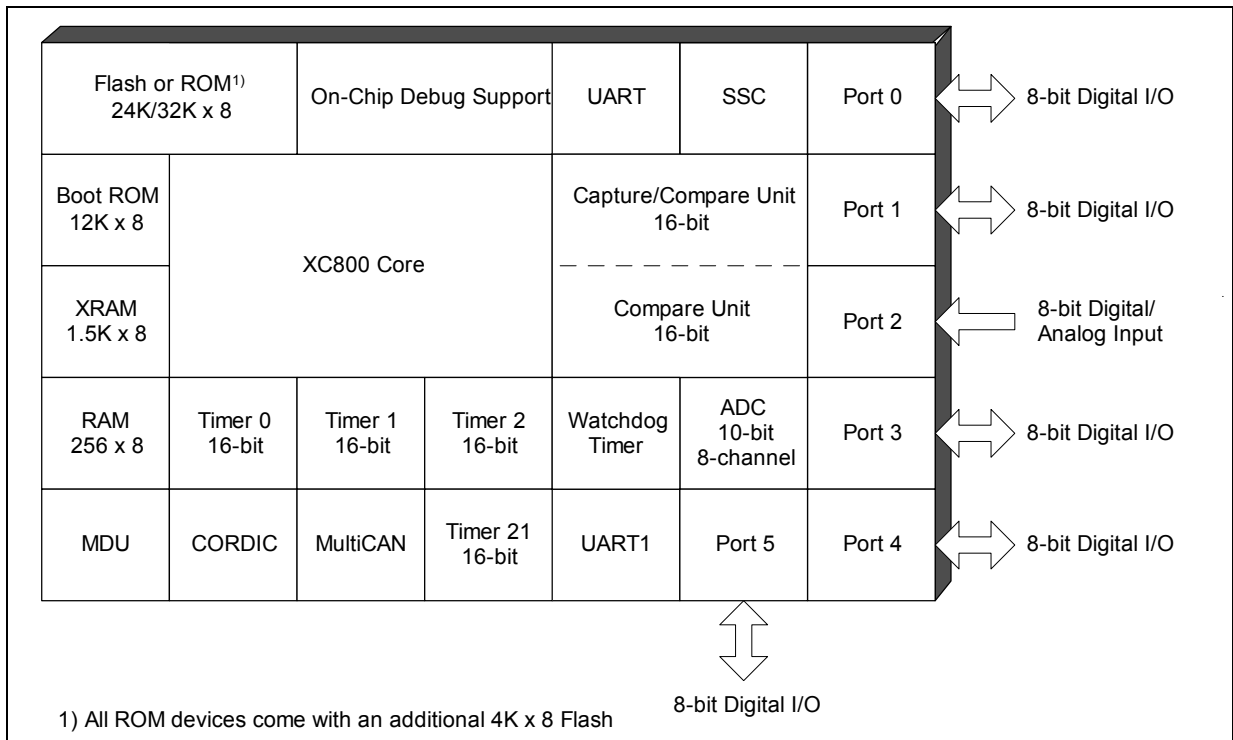 Flash or ROM1)
24K/32K x 8
On-Chip Debug Support
UART
SSC
Port 0
8-bit Digital I/O
Boot ROM
12K x 8
XC800 Core
Capture/Compare Unit
16-bit
Port 1
8-bit Digital I/O
XRAM
1.5K x 8
Compare Unit
16-bit
Port 2
8-bit Digital/
Analog Input
RAM
256 x 8
Timer 0
16-bit
Timer 1
16-bit
Timer 2
16-bit
Watchdog
Timer
ADC
10-bit
8-channel
Port 3
8-bit Digital I/O
MDU
CORDIC
MultiCAN
Timer 21
16-bit
UART1
Port 5
Port 4
8-bit Digital I/O
8-bit Digital I/O
1) All ROM devices come with an additional 4K x 8 Flash